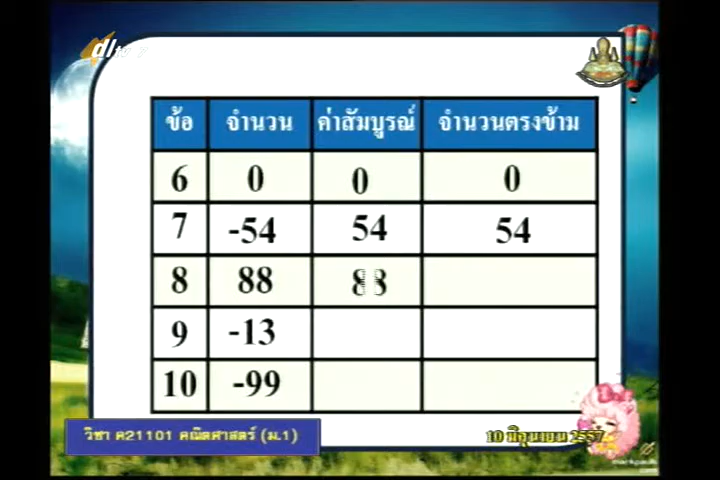 dltv 7
ข้อ จำนวน ค่าสัมบูรณ์ จำนวนตรงข้าม
6 0 0 0
7 -54 54 54
8 88 88
9 -13
10 -99
วิชา ค21101 คณิตศาสตร์ (ม.1)
10 มิถุนายน 2557